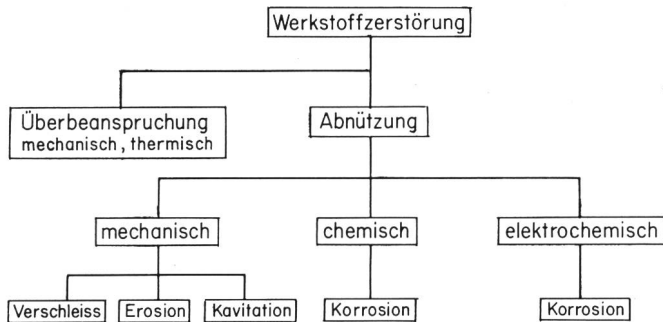 Werkstoffzerstörung
Überbeanspruchung
mechanisch, thermisch
Abnützung
mechanisch
chemisch
elektrochemisch
Verschleiss
Erosion
Kavitation
Korrosion
Korrosion